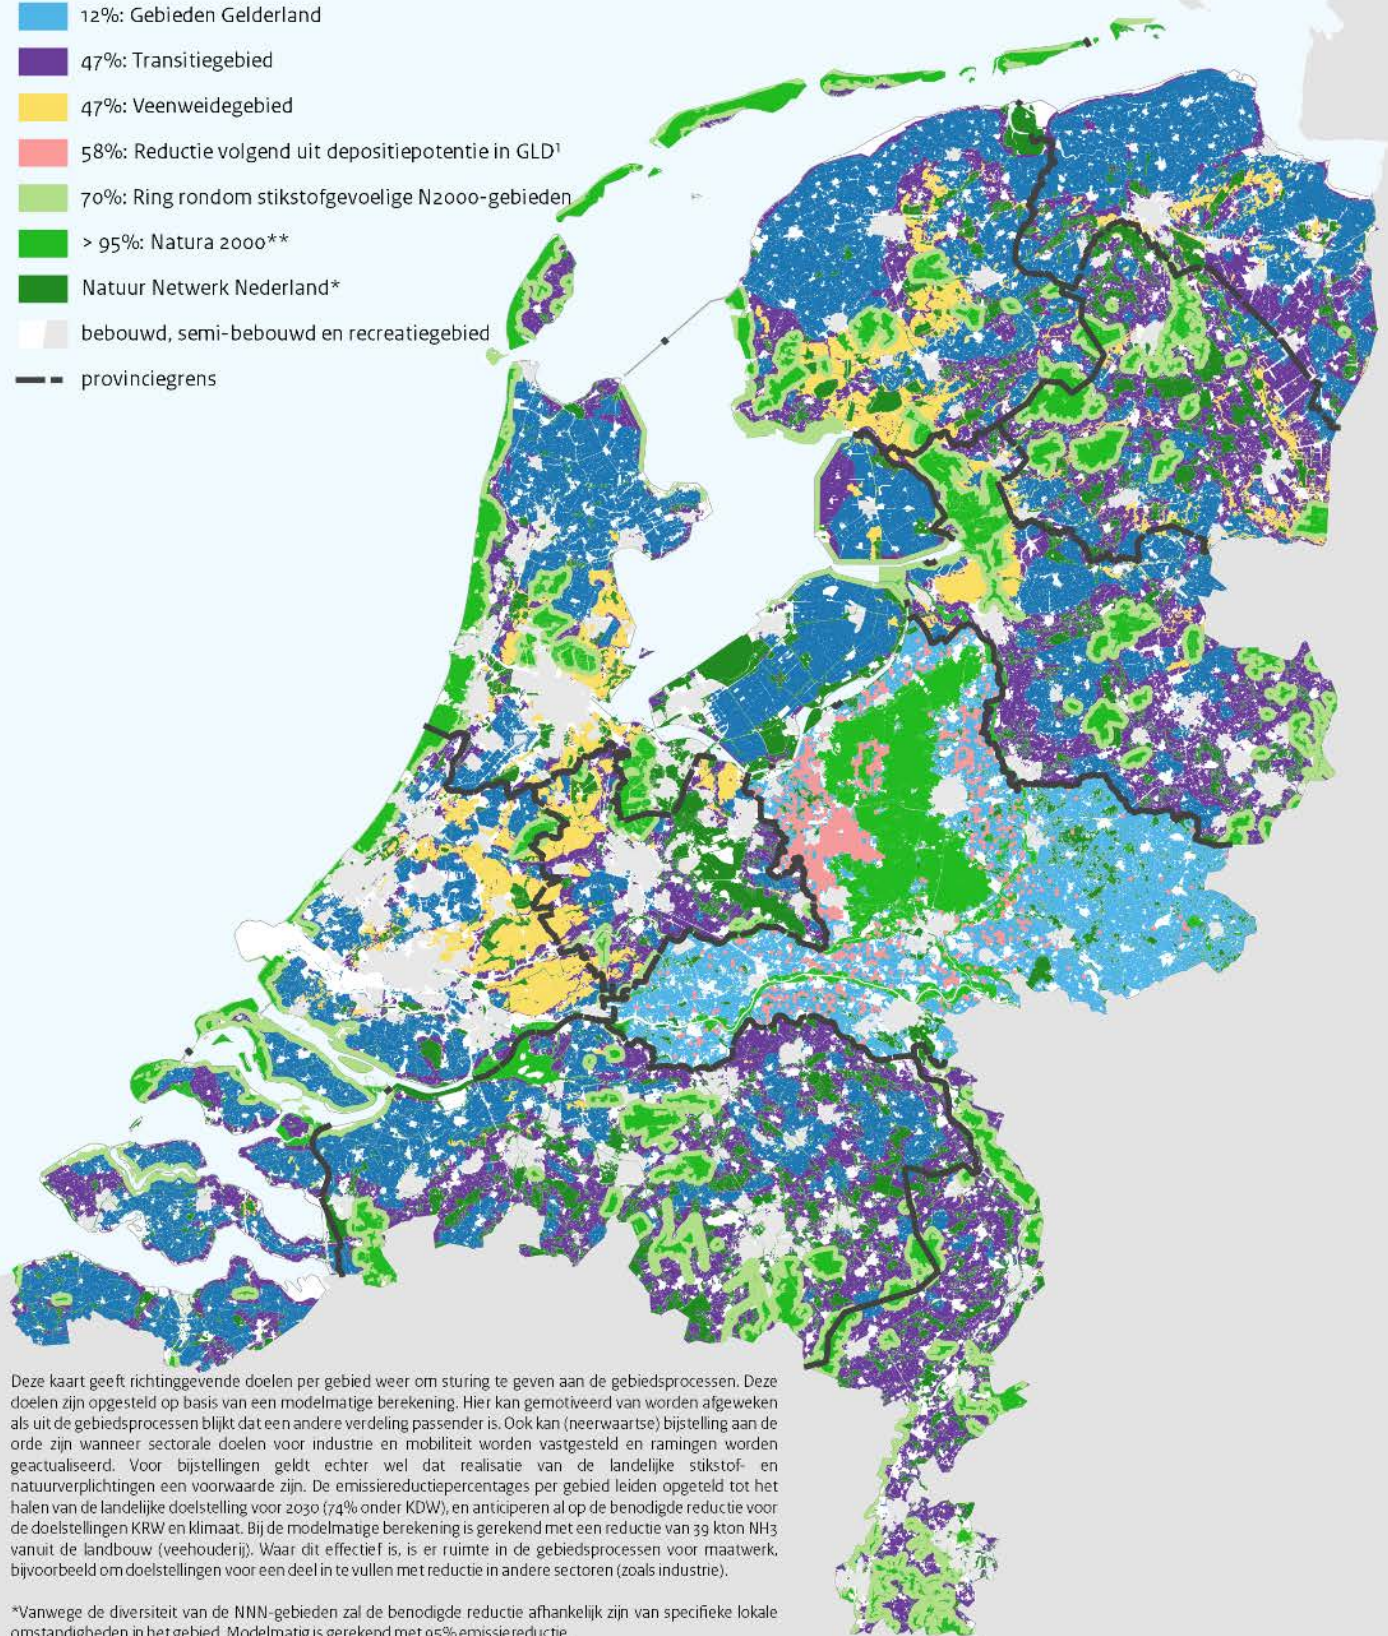 12%: Gebieden Gelderland
47%: Transitiegebied
47%: Veenweidegebied
58%: Reductie volgend uit depositiepotentie in GLD¹
70%: Ring rondom stikstofgevoelige N2000-gebieden
> 95%: Natura 2000**
Natuur Netwerk Nederland*
bebouwd, semi-bebouwd en recreatiegebied
provinciegrens
Deze kaart geeft richtinggevende doelen per gebied weer om sturing te geven aan de gebiedsprocessen. Deze
doelen zijn opgesteld op basis van een modelmatige berekening. Hier kan gemotiveerd van worden afgeweken
als uit de gebiedsprocessen blijkt dat een andere verdeling passender is. Ook kan (neerwaartse) bijstelling aan de
orde zijn wanneer sectorale doelen voor industrie en mobiliteit worden vastgesteld en ramingen worden
geactualiseerd. Voor bijstellingen geldt echter wel dat realisatie van de landelijke stikstof- en
natuurverplichtingen een voorwaarde zijn. De emissiereductiepercentages per gebied leiden opgeteld tot het
halen van de landelijke doelstelling voor 2030 (74% onder KDW), en anticiperen al op de benodigde reductie voor
de doelstellingen KRW en klimaat. Bij de modelmatige berekening is gerekend met een reductie van 39 kton NH3
vanuit de landbouw (veehouderij). Waar dit effectief is, is er ruimte in de gebiedsprocessen voor maatwerk,
bijvoorbeeld om doelstellingen voor een deel in te vullen met reductie in andere sectoren (zoals industrie).
*Vanwege de diversiteit van de NNN-gebieden zal de benodigde reductie afhankelijk zijn van specifieke lokale
omstandigheden in het gebied. Modelmatig is gerekend met 95% emissiereductie.